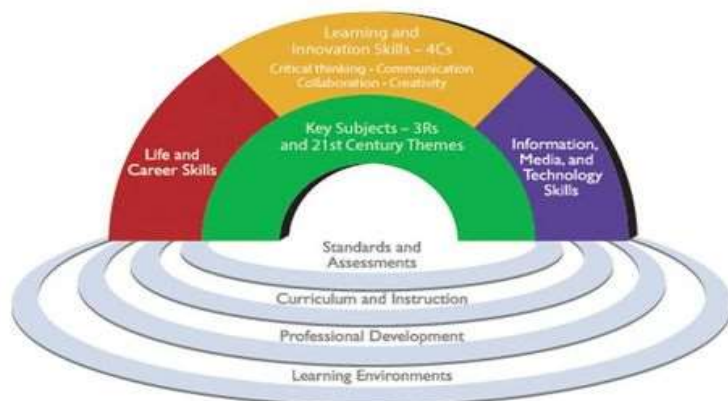 Learning and
Innovation Skills – 4Cs
Critical thinking • Communication
Collaboration • Creativity
Key Subjects – 3Rs
and 21st Century Themes
Life and
Career Skills
Information,
Media, and
Technology
Skills
Standards and
Assessments
Curriculum and Instruction
Professional Development
Learning Environments